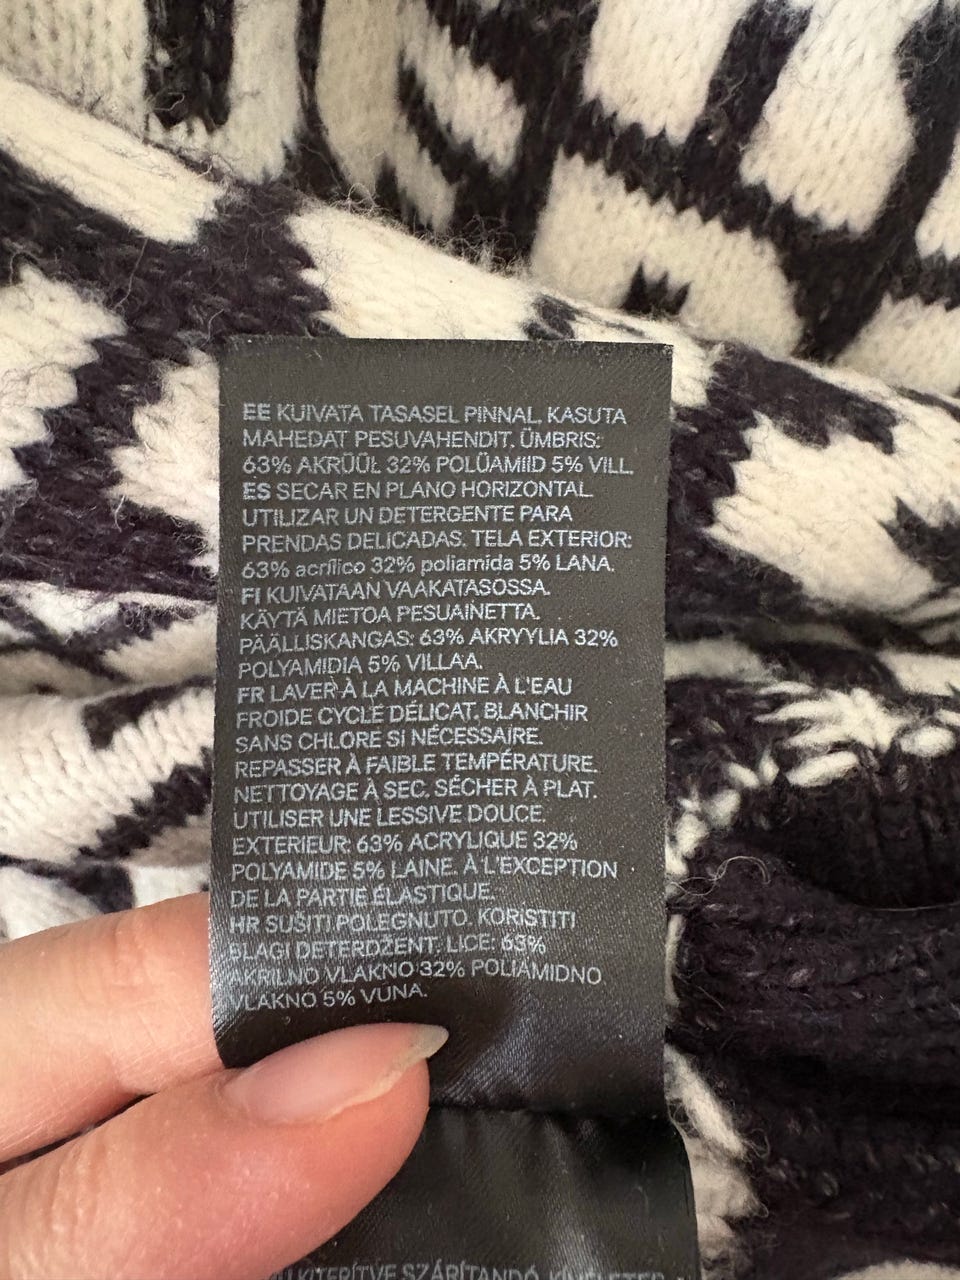 EE KUIVATA TASASEL PINNAL. KASUTA
MAHEDAT PESUVAHENDIT. ÜMBRIS:
63% AKRÜÜL 32% POLÜAMIID 5% VILL.
ES SECAR EN PLANO HORIZONTAL.
UTILIZAR UN DETERGENTE PARA
PRENDAS DELICADAS. TELA EXTERIOR:
63% acrílico 32% poliamida 5% LANA.
FI KUIVATAAN VAAKATASOSSA.
KÄYTÄ MIETOA PESUAINETTA.
PÄÄLLISKANGAS: 63% AKRYYLIA 32%
POLYAMIDIA 5% VILLAA.
FR LAVER À LA MACHINE À L'EAU
FROIDE CYCLE DÉLICAT. BLANCHIR
SANS CHLORE SI NÉCESSAIRE.
REPASSER À FAIBLE TEMPÉRATURE.
NETTOYAGE À SEC. SÉCHER À PLAT.
UTILISER UNE LESSIVE DOUCE.
EXTERIEUR: 63% ACRYLIQUE 32%
POLYAMIDE 5% LAINE. À L'EXCEPTION
DE LA PARTIE ÉLASTIQUE.
HR SUŠITI POLEGNUTO. KORISTITI
BLAGI DETERDŽENT. LICE: 63%
AKRILNO VLAKNO 32% POLIAMIDNO
VLAKNO 5% VUNA.
KITERÍTVE SZÁRÍTANDÓ. KÍMÉLETES